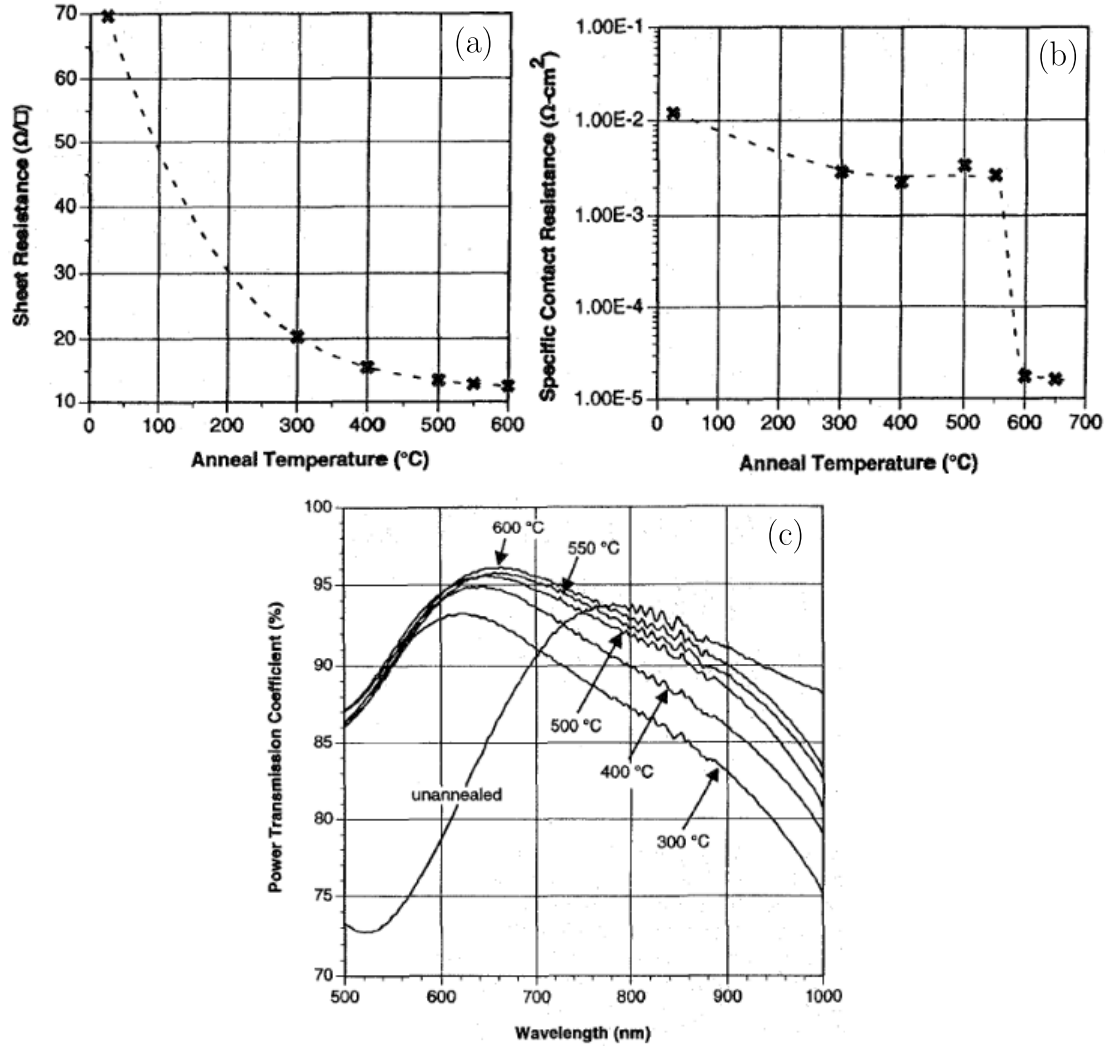 (a)
70
60
50
40
30
20
10
Sheet Resistance (Ω/□)
0 100 200 300 400 500 600
Anneal Temperature (°C)
(b)
1.00E-1
1.00E-2
1.00E-3
1.00E-4
1.00E-5
Specific Contact Resistance (Ω-cm²)
0 100 200 300 400 500 600 700
Anneal Temperature (°C)
(c)
100
95
90
85
80
75
70
Power Transmission Coefficient (%)
600 °C
550 °C
500 °C
400 °C
unannealed
300 °C
500 600 700 800 900 1000
Wavelength (nm)